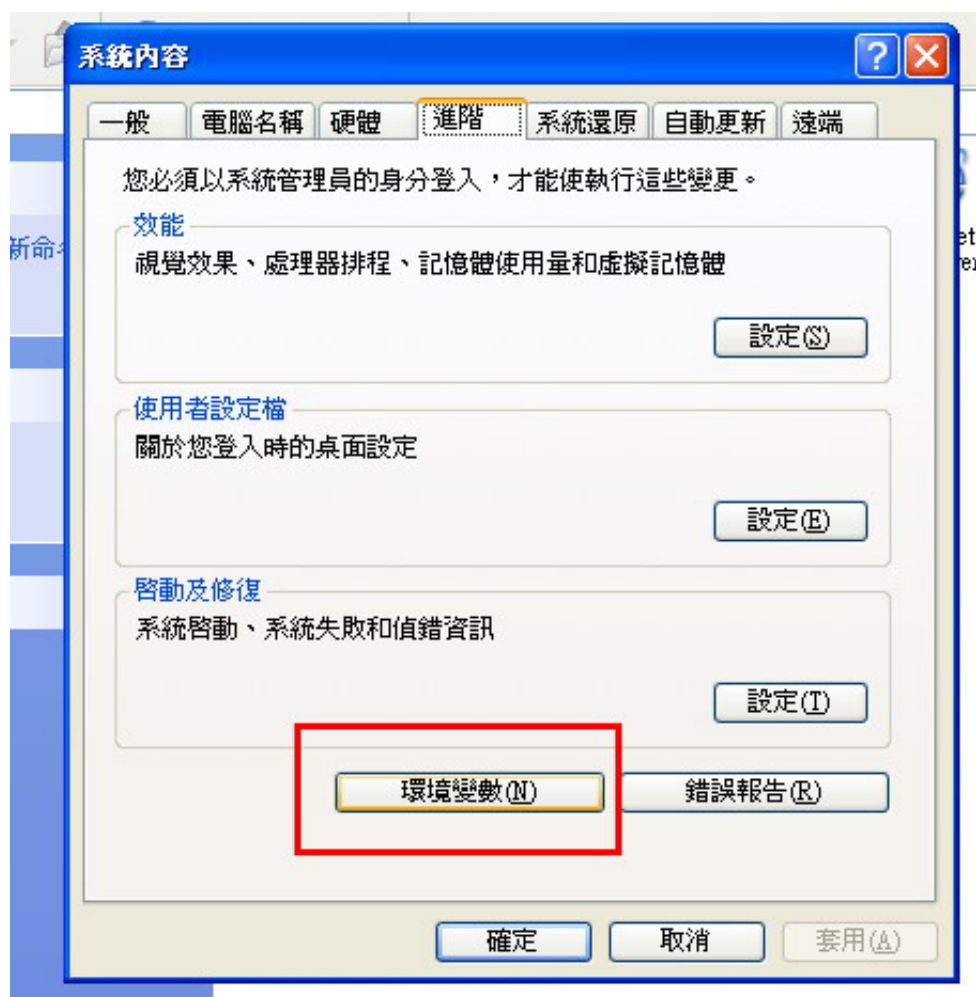 系統內容
一般 電腦名稱 硬體 進階 系統還原 自動更新 遠端
您必須以系統管理員的身分登入，才能使執行這些變更。
效能
視覺效果、處理器排程、記憶體使用量和虛擬記憶體
設定(S)
使用者設定檔
關於您登入時的桌面設定
設定(E)
啟動及修復
系統啟動、系統失敗和偵錯資訊
設定(T)
環境變數(N) 錯誤報告(R)
確定 取消 套用(A)
新命
et